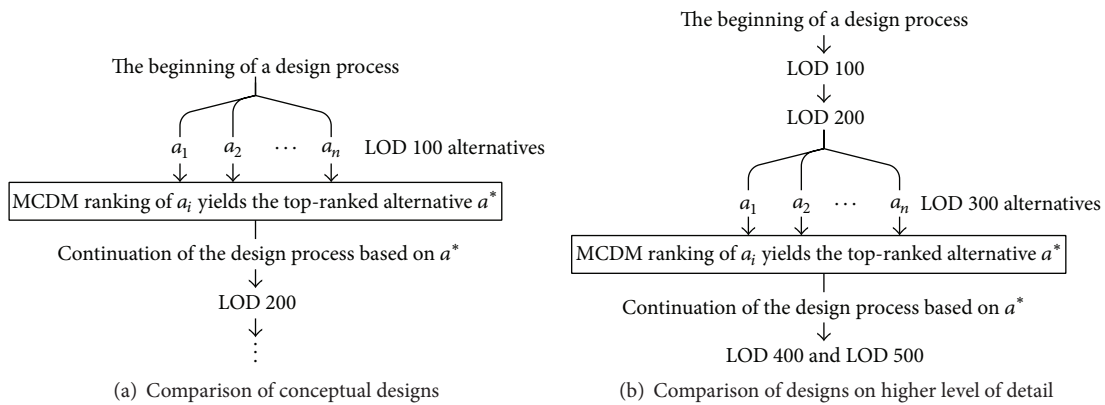 The beginning of a design process
a₁ a₂ ⋯ aₙ LOD 100 alternatives
MCDM ranking of aᵢ yields the top-ranked alternative a*
Continuation of the design process based on a*
LOD 200
⋮
(a) Comparison of conceptual designs
The beginning of a design process
LOD 100
LOD 200
a₁ a₂ ⋯ aₙ LOD 300 alternatives
MCDM ranking of aᵢ yields the top-ranked alternative a*
Continuation of the design process based on a*
LOD 400 and LOD 500
(b) Comparison of designs on higher level of detail